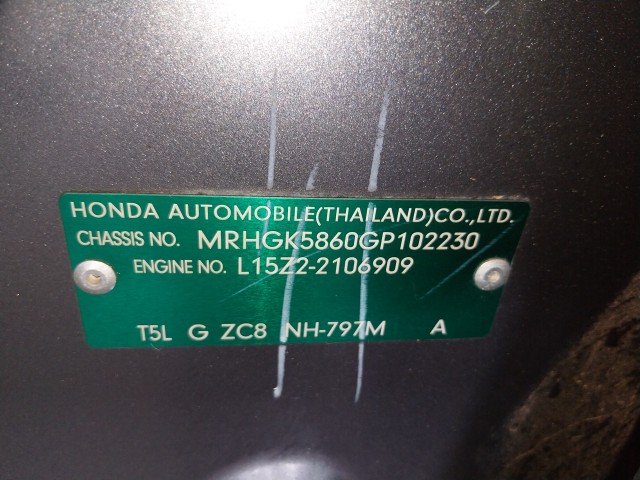 HONDA AUTOMOBILE(THAILAND)CO.,LTD.
CHASSIS NO. MRHGK5860GP102230
ENGINE NO. L15Z2-2106909
T5L G ZC8 NH-797M A